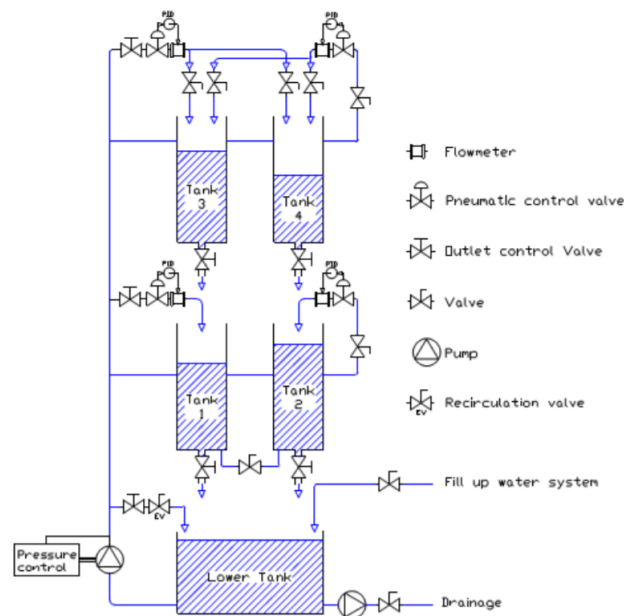 PID
PID
Tank
3
Tank
4
PID
PID
Tank
1
Tank
2
EV
Lower Tank
Pressure
control
Flowmeter
Pneumatic control valve
Outlet control Valve
Valve
Pump
Recirculation valve
EV
Fill up water system
Drainage